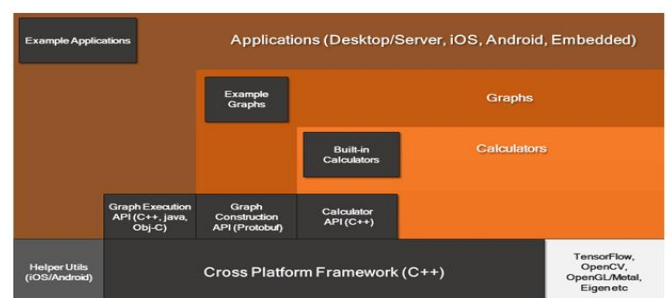 Example Applications
Applications (Desktop/Server, iOS, Android, Embedded)
Example
Graphs
Graphs
Built-in
Calculators
Calculators
Graph Execution
API (C++, java,
Obj-C)
Graph
Construction
API (Protobuf)
Calculator
API (C++)
Helper Utils
(iOS/Android)
Cross Platform Framework (C++)
TensorFlow,
OpenCV,
OpenGL/Metal,
Eigen etc